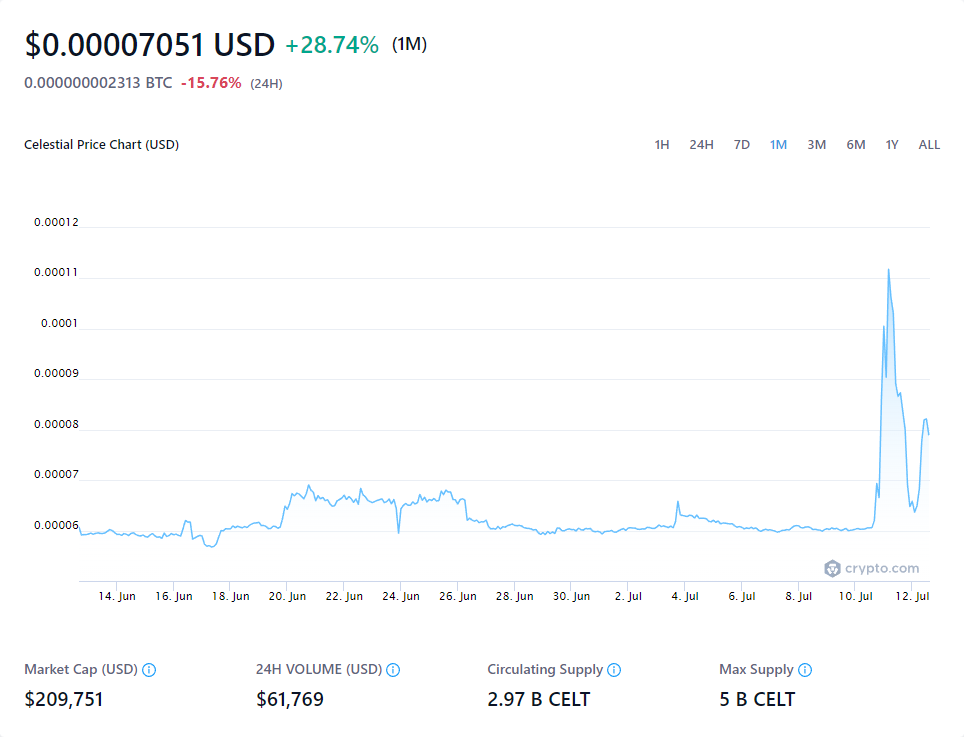 $0.00007051 USD +28.74% (1M)
0.000000002313 BTC -15.76% (24H)
Celestial Price Chart (USD) 1H 24H 7D 1M 3M 6M 1Y ALL
0.00012
0.00011
0.0001
0.00009
0.00008
0.00007
0.00006
crypto.com
14. Jun 16. Jun 18. Jun 20. Jun 22. Jun 24. Jun 26. Jun 28. Jun 30. Jun 2. Jul 4. Jul 6. Jul 8. Jul 10. Jul 12. Jul
Market Cap (USD) 24H VOLUME (USD) Circulating Supply Max Supply
$209,751 $61,769 2.97 B CELT 5 B CELT